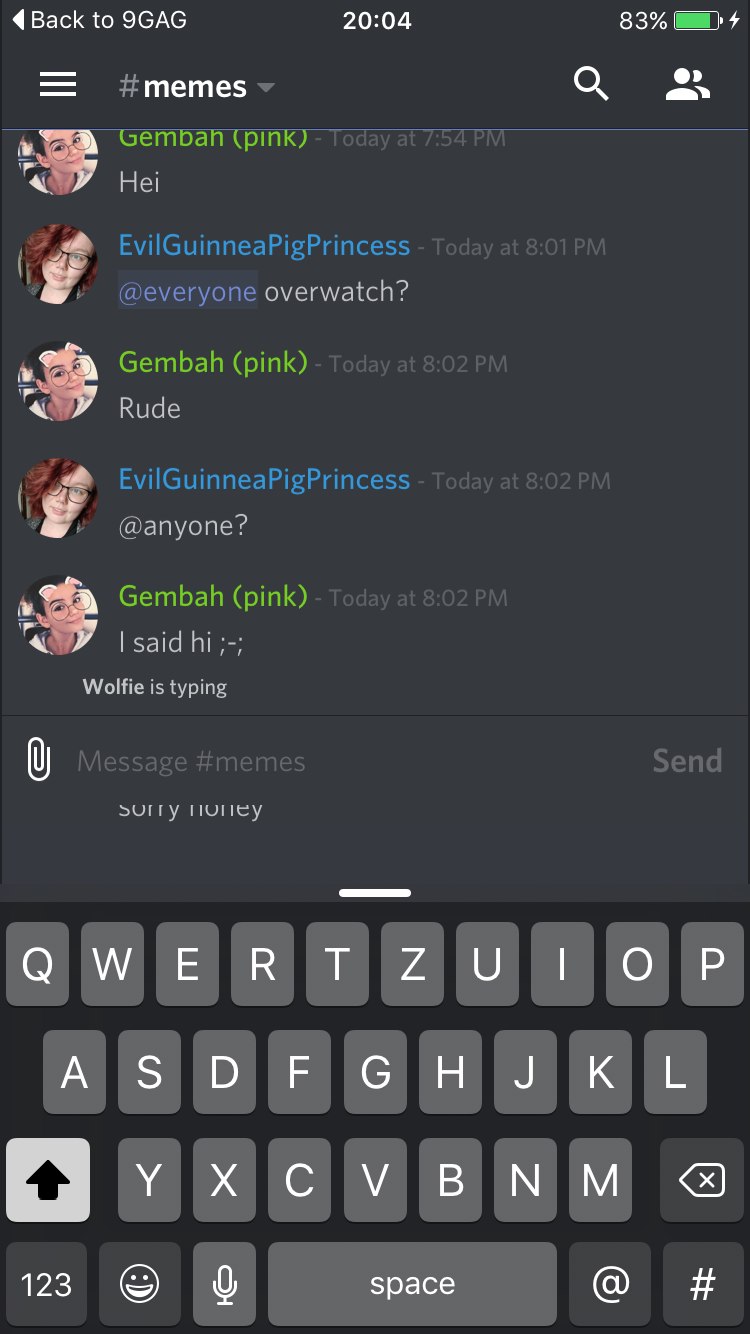 Back to 9GAG 20:04 83%
#memes
Gembah (pink) - Today at 7:54 PM
Hei
EvilGuinneaPigPrincess - Today at 8:01 PM
@everyone overwatch?
Gembah (pink) - Today at 8:02 PM
Rude
EvilGuinneaPigPrincess - Today at 8:02 PM
@anyone?
Gembah (pink) - Today at 8:02 PM
I said hi ;-;
Wolfie is typing
Message #memes Send
sorry honey
Q W E R T Z U I O P
A S D F G H J K L
Y X C V B N M
123 space @ #